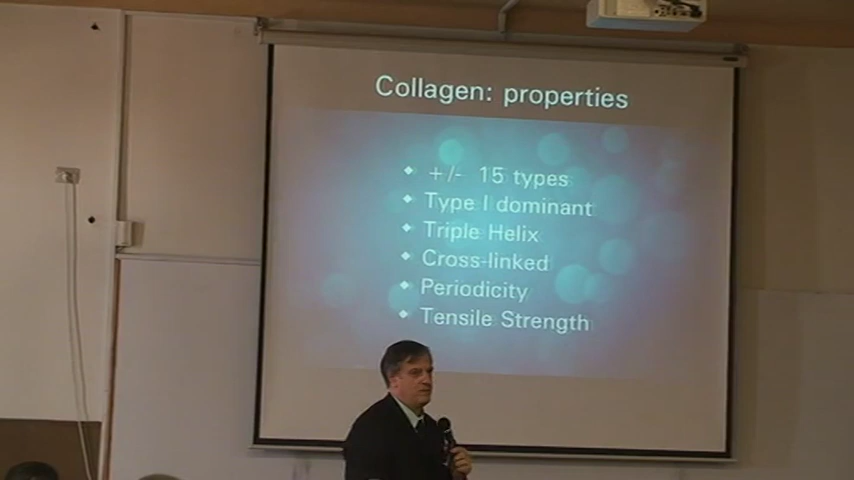 Collagen: properties
+/- 15 types
Type I dominant
Triple Helix
Cross-linked
Periodicity
Tensile Strength